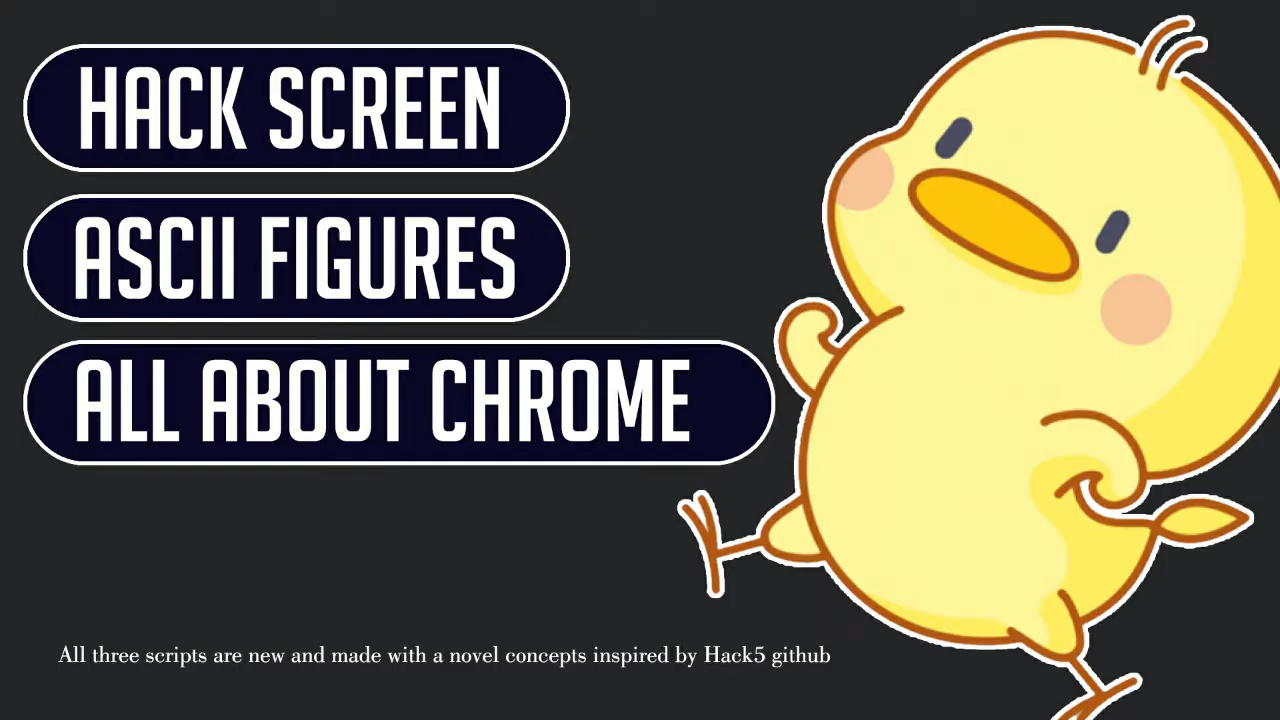 HACK SCREEN
ASCII FIGURES
ALL ABOUT CHROME
All three scripts are new and made with a novel concepts inspired by Hack5 github